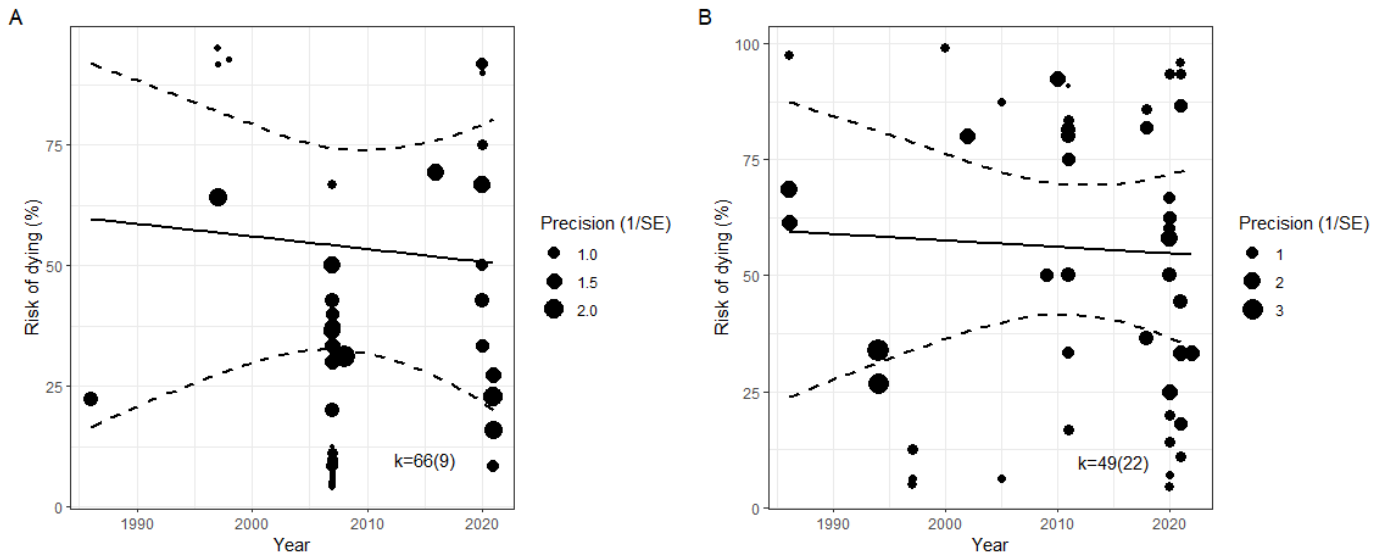 A
Risk of dying (%)
75
50
25
0
1990 2000 2010 2020
Year
k=66(9)
Precision (1/SE)
1.0
1.5
2.0
B
Risk of dying (%)
100
75
50
25
0
1990 2000 2010 2020
Year
k=49(22)
Precision (1/SE)
1
2
3